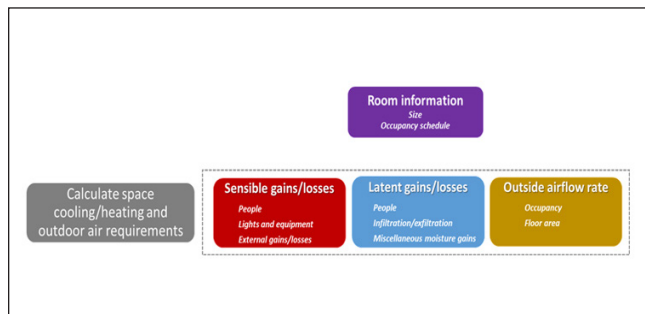 Room information
Size
Occupancy schedule
Calculate space
cooling/heating and
outdoor air requirements
Sensible gains/losses
People
Lights and equipment
External gains/losses
Latent gains/losses
People
Infiltration/exfiltration
Miscellaneous moisture gains
Outside airflow rate
Occupancy
Floor area